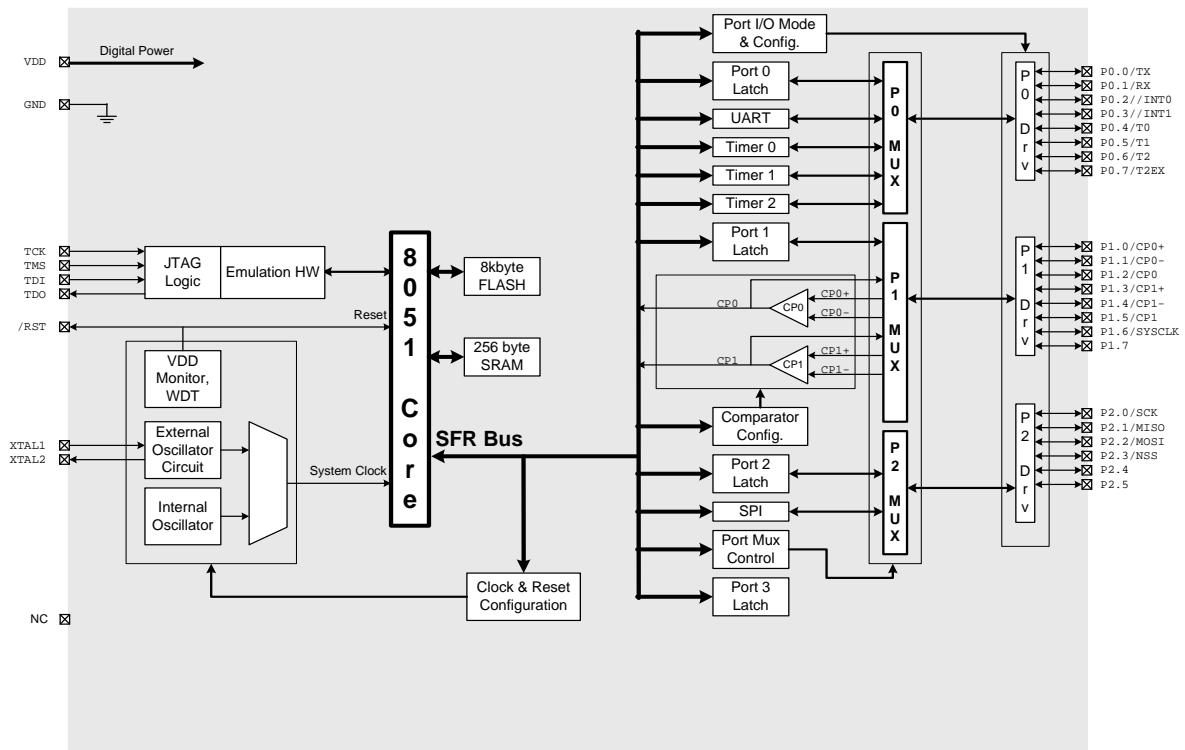 Digital Power
VDD
GND
TCK
TMS
TDI
TDO
JTAG
Logic
Emulation HW
/RST
Reset
VDD
Monitor,
WDT
XTAL1
XTAL2
External
Oscillator
Circuit
Internal
Oscillator
System Clock
NC
8
0
5
1
C
o
r
e
8kbyte
FLASH
256 byte
SRAM
SFR Bus
Clock & Reset
Configuration
Port I/O Mode
& Config.
Port 0
Latch
UART
Timer 0
Timer 1
Timer 2
Port 1
Latch
CP0
CP0
CP0+
CP0-
CP1
CP1
CP1+
CP1-
Comparator
Config.
Port 2
Latch
SPI
Port Mux
Control
Port 3
Latch
P
0
M
U
X
P
1
M
U
X
P
2
M
U
X
P
0
D
r
v
P
1
D
r
v
P
2
D
r
v
P0.0/TX
P0.1/RX
P0.2//INT0
P0.3//INT1
P0.4/T0
P0.5/T1
P0.6/T2
P0.7/T2EX
P1.0/CP0+
P1.1/CP0-
P1.2/CP0
P1.3/CP1+
P1.4/CP1-
P1.5/CP1
P1.6/SYSCLK
P1.7
P2.0/SCK
P2.1/MISO
P2.2/MOSI
P2.3/NSS
P2.4
P2.5